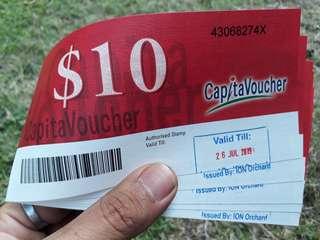 43068274X
$10
CapitaVoucher
CapitaVoucher
Authorised Stamp
Valid Till:
Valid Till:
26 JUL 2019
Issued By: ION Orchard
Issued By: ION Orchard
Issued By: ION Orchard